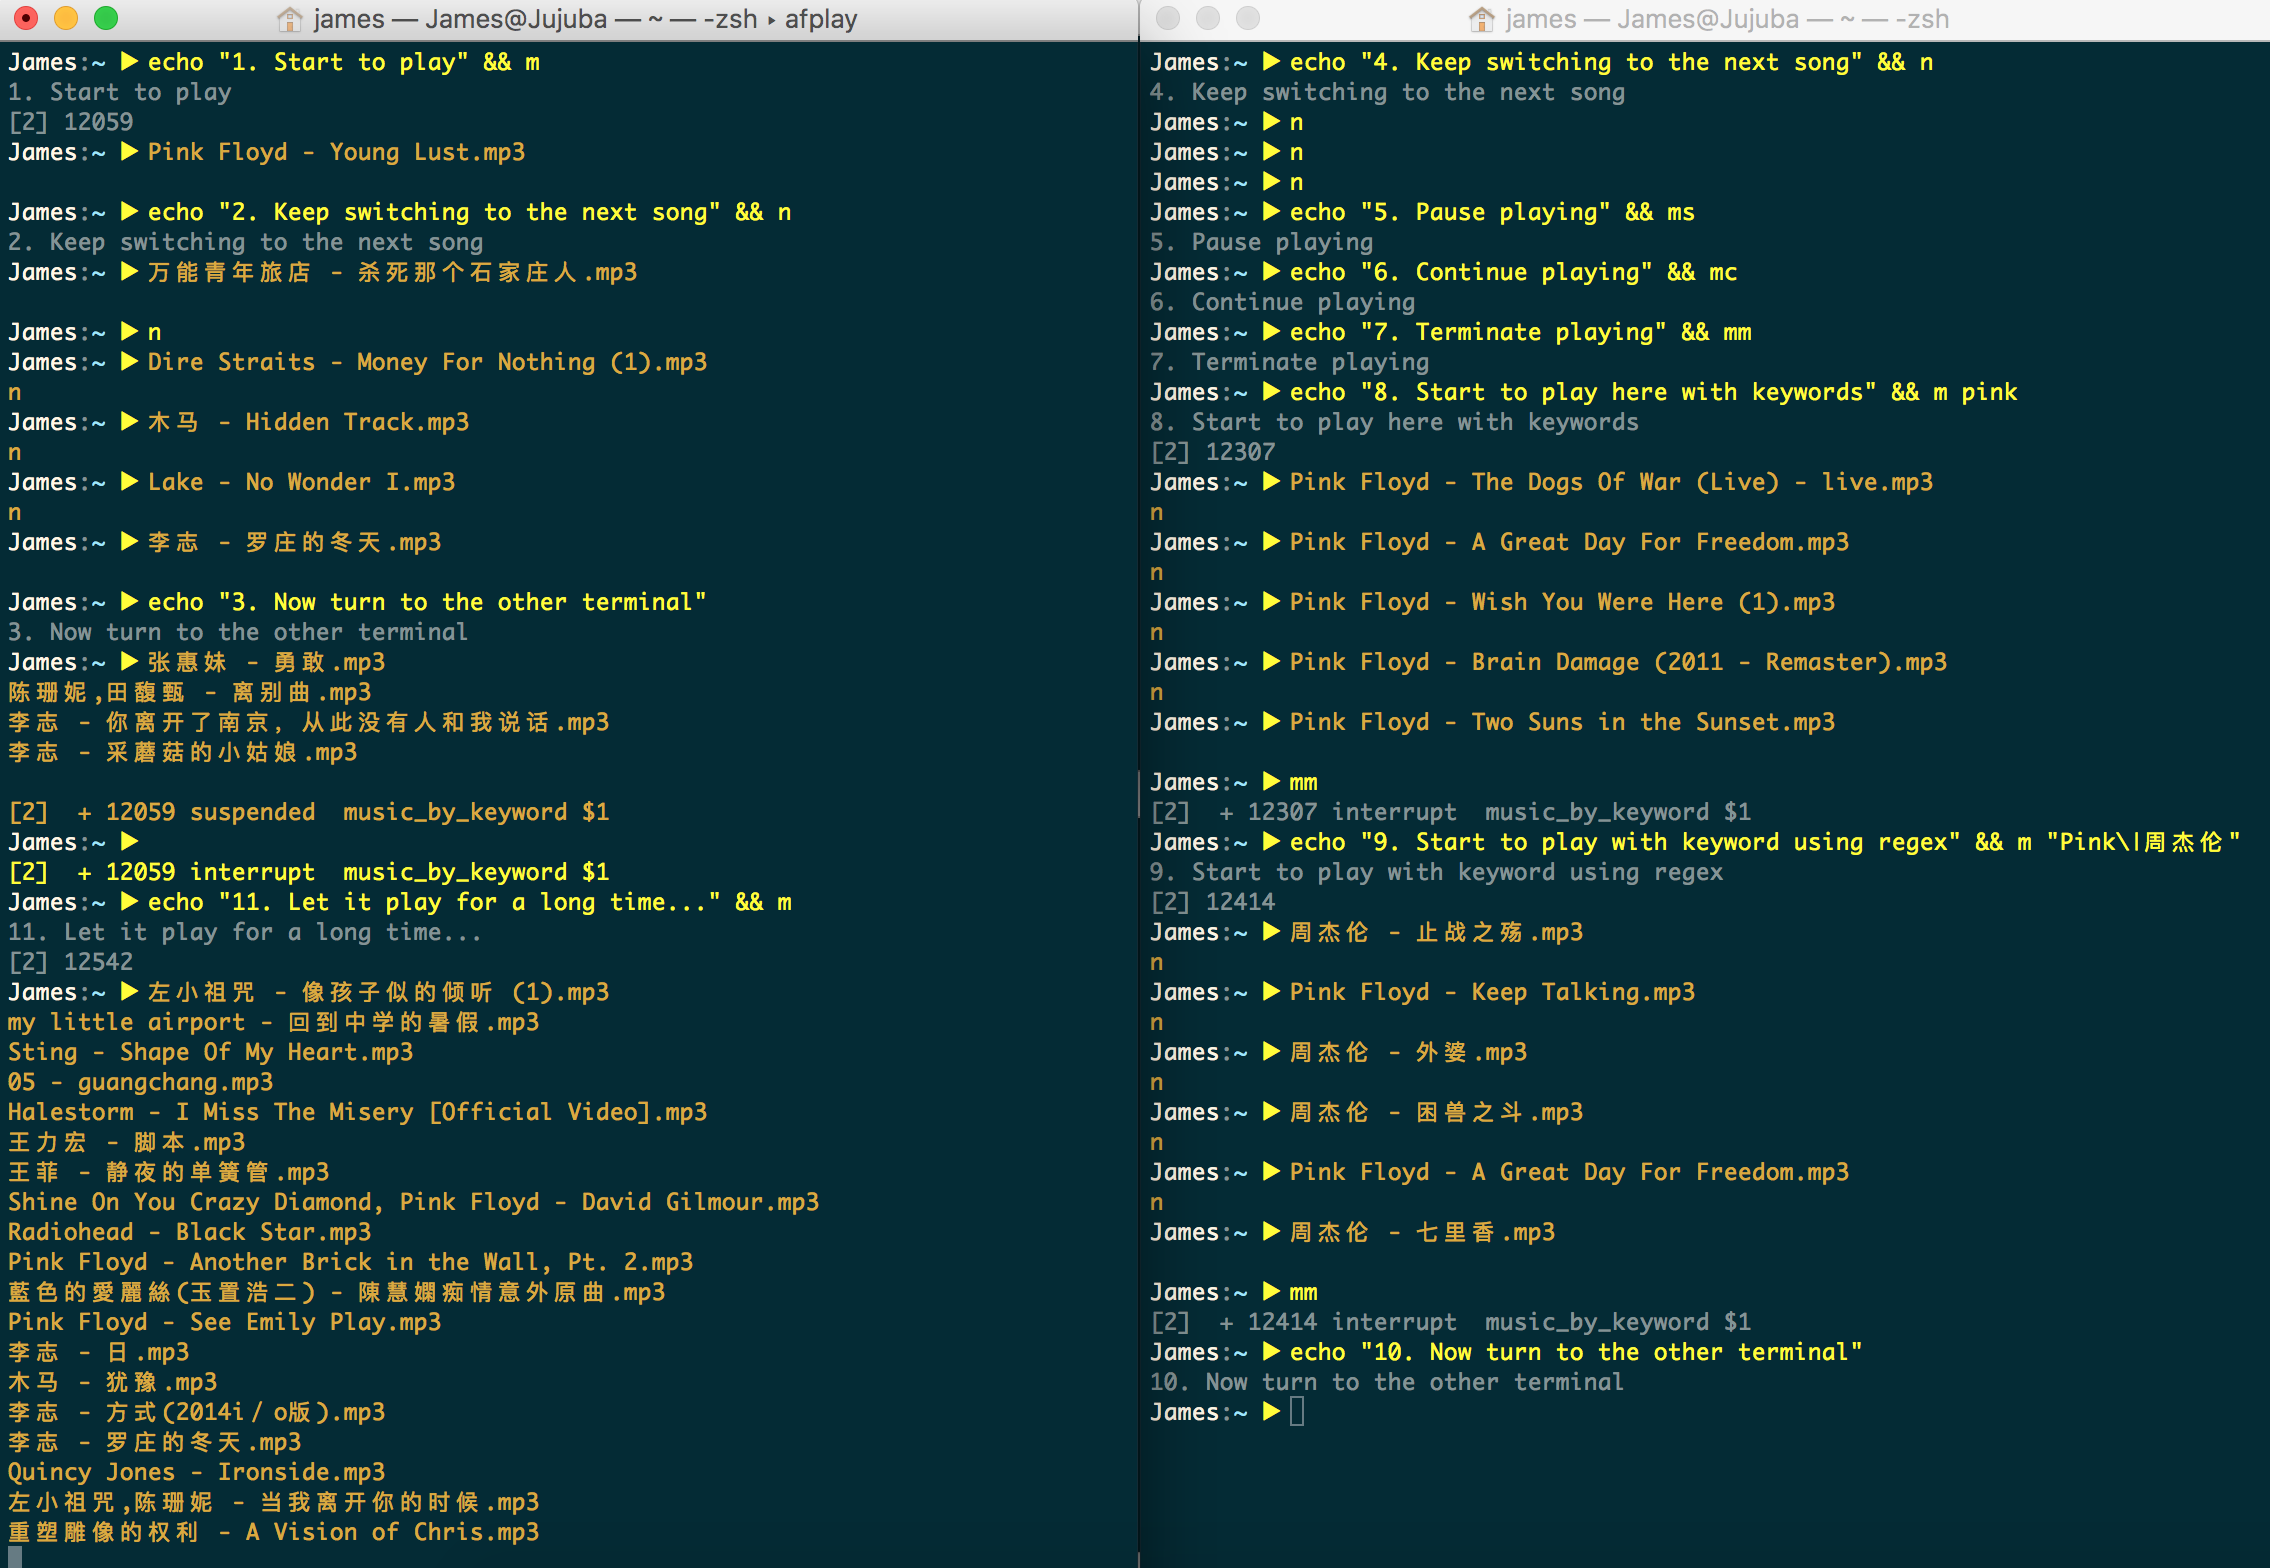 james — James@Jujuba — ~ — -zsh ▸ afplay
James:~ ▶ echo "1. Start to play" && m
1. Start to play
[2] 12059
James:~ ▶ Pink Floyd - Young Lust.mp3
James:~ ▶ echo "2. Keep switching to the next song" && n
2. Keep switching to the next song
James:~ ▶ 万能青年旅店 - 杀死那个石家庄人.mp3
James:~ ▶ n
James:~ ▶ Dire Straits - Money For Nothing (1).mp3
n
James:~ ▶ 木马 - Hidden Track.mp3
n
James:~ ▶ Lake - No Wonder I.mp3
n
James:~ ▶ 李志 - 罗庄的冬天.mp3
James:~ ▶ echo "3. Now turn to the other terminal"
3. Now turn to the other terminal
James:~ ▶ 张惠妹 - 勇敢.mp3
陈珊妮,田馥甄 - 离别曲.mp3
李志 - 你离开了南京, 从此没有人和我说话.mp3
李志 - 采蘑菇的小姑娘.mp3
[2]  + 12059 suspended  music_by_keyword $1
James:~ ▶
[2]  + 12059 interrupt  music_by_keyword $1
James:~ ▶ echo "11. Let it play for a long time..." && m
11. Let it play for a long time...
[2] 12542
James:~ ▶ 左小祖咒 - 像孩子似的倾听 (1).mp3
my little airport - 回到中学的暑假.mp3
Sting - Shape Of My Heart.mp3
05 - guangchang.mp3
Halestorm - I Miss The Misery [Official Video].mp3
王力宏 - 脚本.mp3
王菲 - 静夜的单簧管.mp3
Shine On You Crazy Diamond, Pink Floyd - David Gilmour.mp3
Radiohead - Black Star.mp3
Pink Floyd - Another Brick in the Wall, Pt. 2.mp3
藍色的愛麗絲(玉置浩二) - 陳慧嫻痴情意外原曲.mp3
Pink Floyd - See Emily Play.mp3
李志 - 日.mp3
木马 - 犹豫.mp3
李志 - 方式(2014i/o版).mp3
李志 - 罗庄的冬天.mp3
Quincy Jones - Ironside.mp3
左小祖咒,陈珊妮 - 当我离开你的时候.mp3
重塑雕像的权利 - A Vision of Chris.mp3
james — James@Jujuba — ~ — -zsh
James:~ ▶ echo "4. Keep switching to the next song" && n
4. Keep switching to the next song
James:~ ▶ n
James:~ ▶ n
James:~ ▶ n
James:~ ▶ echo "5. Pause playing" && ms
5. Pause playing
James:~ ▶ echo "6. Continue playing" && mc
6. Continue playing
James:~ ▶ echo "7. Terminate playing" && mm
7. Terminate playing
James:~ ▶ echo "8. Start to play here with keywords" && m pink
8. Start to play here with keywords
[2] 12307
James:~ ▶ Pink Floyd - The Dogs Of War (Live) - live.mp3
n
James:~ ▶ Pink Floyd - A Great Day For Freedom.mp3
n
James:~ ▶ Pink Floyd - Wish You Were Here (1).mp3
n
James:~ ▶ Pink Floyd - Brain Damage (2011 - Remaster).mp3
n
James:~ ▶ Pink Floyd - Two Suns in the Sunset.mp3
James:~ ▶ mm
[2]  + 12307 interrupt  music_by_keyword $1
James:~ ▶ echo "9. Start to play with keyword using regex" && m "Pink\|周杰伦"
9. Start to play with keyword using regex
[2] 12414
James:~ ▶ 周杰伦 - 止战之殇.mp3
n
James:~ ▶ Pink Floyd - Keep Talking.mp3
n
James:~ ▶ 周杰伦 - 外婆.mp3
n
James:~ ▶ 周杰伦 - 困兽之斗.mp3
n
James:~ ▶ Pink Floyd - A Great Day For Freedom.mp3
n
James:~ ▶ 周杰伦 - 七里香.mp3
James:~ ▶ mm
[2]  + 12414 interrupt  music_by_keyword $1
James:~ ▶ echo "10. Now turn to the other terminal"
10. Now turn to the other terminal
James:~ ▶